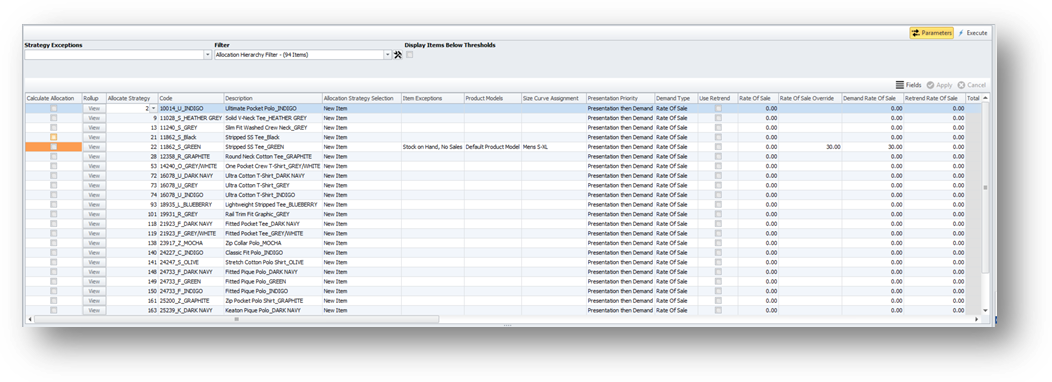 Parameters Execute
Strategy Exceptions Filter Display Items Below Thresholds
Allocation Hierarchy Filter - (94 Items)
Fields Apply Cancel
Calculate Allocation Rollup Allocate Strategy Code Description Allocation Strategy Selection Item Exceptions Product Models Size Curve Assignment Presentation Priority Demand Type Use Retrend Rate Of Sale Rate Of Sale Override Demand Rate Of Sale Retrend Rate Of Sale Total
View 2 10014_U_INDIGO Ultimate Pocket Polo_INDIGO New Item Presentation then Demand Rate Of Sale 0.00 0.00 0.00
View 9 11028_S_HEATHER GREY Solid V-Neck Tee_HEATHER GREY New Item Presentation then Demand Rate Of Sale 0.00 0.00 0.00
View 13 11240_S_GREY Slim Fit Washed Crew Neck_GREY New Item Presentation then Demand Rate Of Sale 0.00 0.00 0.00
View 21 11862_S_Black Stripped SS Tee_Black New Item Presentation then Demand Rate Of Sale 0.00 0.00 0.00
View 22 11862_S_GREEN Stripped SS Tee_GREEN New Item Stock on Hand, No Sales Default Product Model Mens S-XL Presentation then Demand Rate Of Sale 0.00 30.00 30.00 0.00
View 28 12358_R_GRAPHITE Round Neck Cotton Tee_GRAPHITE New Item Presentation then Demand Rate Of Sale 0.00 0.00 0.00
View 53 14240_O_GREY/WHITE One Pocket Crew T-Shirt_GREY/WHITE New Item Presentation then Demand Rate Of Sale 0.00 0.00 0.00
View 72 16078_U_DARK NAVY Ultra Cotton T-Shirt_DARK NAVY New Item Presentation then Demand Rate Of Sale 0.00 0.00 0.00
View 73 16078_U_GREY Ultra Cotton T-Shirt_GREY New Item Presentation then Demand Rate Of Sale 0.00 0.00 0.00
View 74 16078_U_INDIGO Ultra Cotton T-Shirt_INDIGO New Item Presentation then Demand Rate Of Sale 0.00 0.00 0.00
View 93 18935_L_BLUEBERRY Lightweight Stripped Tee_BLUEBERRY New Item Presentation then Demand Rate Of Sale 0.00 0.00 0.00
View 101 19931_R_GREY Rail Trim Fit Graphic_GREY New Item Presentation then Demand Rate Of Sale 0.00 0.00 0.00
View 118 21923_F_DARK NAVY Fitted Pocket Tee_DARK NAVY New Item Presentation then Demand Rate Of Sale 0.00 0.00 0.00
View 119 21923_F_GREY/WHITE Fitted Pocket Tee_GREY/WHITE New Item Presentation then Demand Rate Of Sale 0.00 0.00 0.00
View 138 23917_Z_MOCHA Zip Collar Polo_MOCHA New Item Presentation then Demand Rate Of Sale 0.00 0.00 0.00
View 140 24227_C_INDIGO Classic Fit Polo_INDIGO New Item Presentation then Demand Rate Of Sale 0.00 0.00 0.00
View 141 24247_S_OLIVE Stretch Cotton Polo Shirt_OLIVE New Item Presentation then Demand Rate Of Sale 0.00 0.00 0.00
View 148 24733_F_DARK NAVY Fitted Pique Polo_DARK NAVY New Item Presentation then Demand Rate Of Sale 0.00 0.00 0.00
View 149 24733_F_GREEN Fitted Pique Polo_GREEN New Item Presentation then Demand Rate Of Sale 0.00 0.00 0.00
View 150 24733_F_INDIGO Fitted Pique Polo_INDIGO New Item Presentation then Demand Rate Of Sale 0.00 0.00 0.00
View 161 25200_Z_GRAPHITE Zip Pocket Polo Shirt_GRAPHITE New Item Presentation then Demand Rate Of Sale 0.00 0.00 0.00
View 163 25239_K_DARK NAVY Keaton Pique Polo_DARK NAVY New Item Presentation then Demand Rate Of Sale 0.00 0.00 0.00